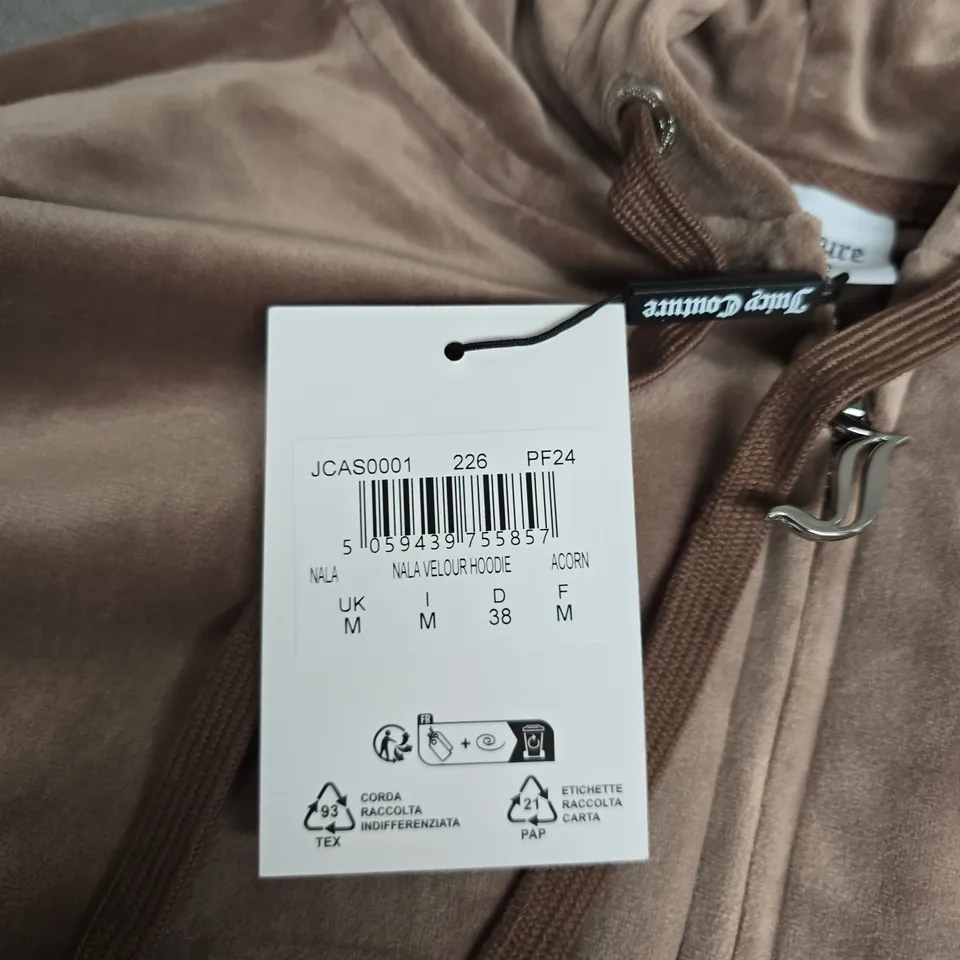 ure
Juicy Couture
JCAS0001 226 PF24
5 059439 755857
NALA NALA VELOUR HOODIE ACORN
UK I D F
M M 38 M
FR
93
TEX
CORDA
RACCOLTA
INDIFFERENZIATA
21
PAP
ETICHETTE
RACCOLTA
CARTA